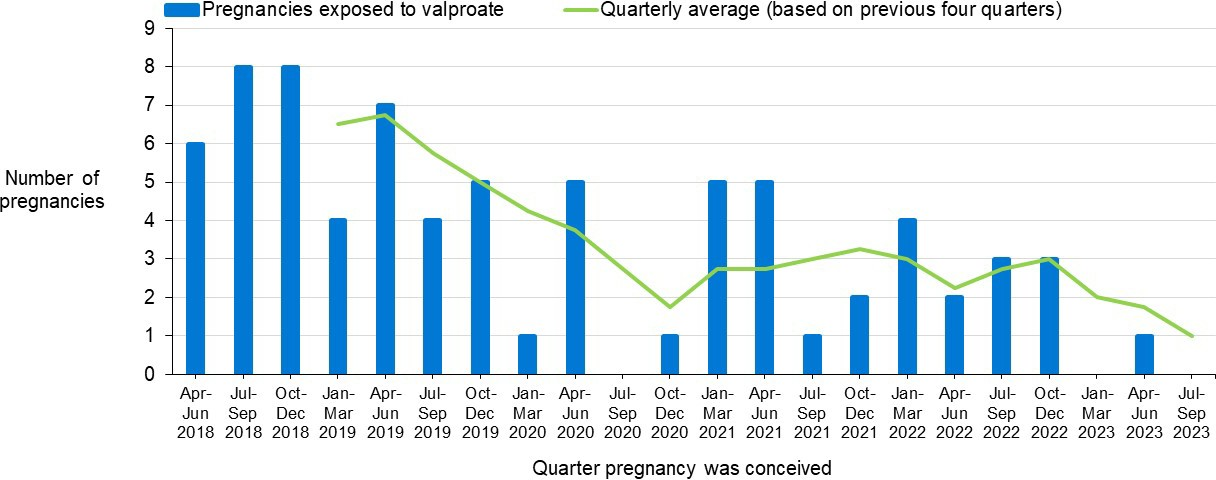 Pregnancies exposed to valproate
Quarterly average (based on previous four quarters)
9
8
7
6
5
4
3
2
1
0
Number of
pregnancies
Apr- Jul- Oct- Jan- Apr- Jul- Oct- Jan- Apr- Jul- Oct- Jan- Apr- Jul- Oct- Jan- Apr- Jul- Oct- Jan- Apr- Jul-
Jun Sep Dec Mar Jun Sep Dec Mar Jun Sep Dec Mar Jun Sep Dec Mar Jun Sep Dec Mar Jun Sep
2018 2018 2018 2019 2019 2019 2019 2020 2020 2020 2020 2021 2021 2021 2021 2022 2022 2022 2022 2023 2023 2023
Quarter pregnancy was conceived